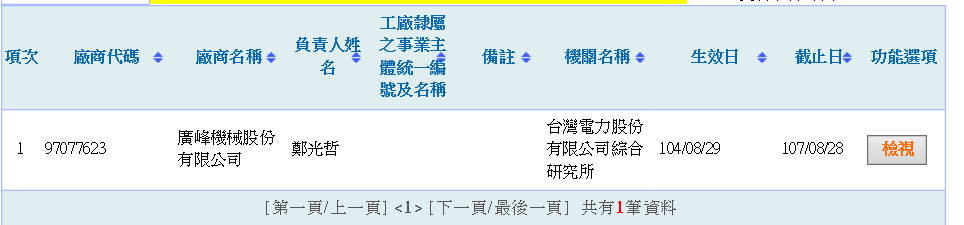 項次 廠商代碼 廠商名稱 負責人姓名 工廠隸屬之事業主體統一編號及名稱 備註 機關名稱 生效日 截止日 功能選項
1 97077623 廣峰機械股份有限公司 鄭光哲 台灣電力股份有限公司綜合研究所 104/08/29 107/08/28 檢視
[第一頁/上一頁] <1> [下一頁/最後一頁] 共有1筆資料